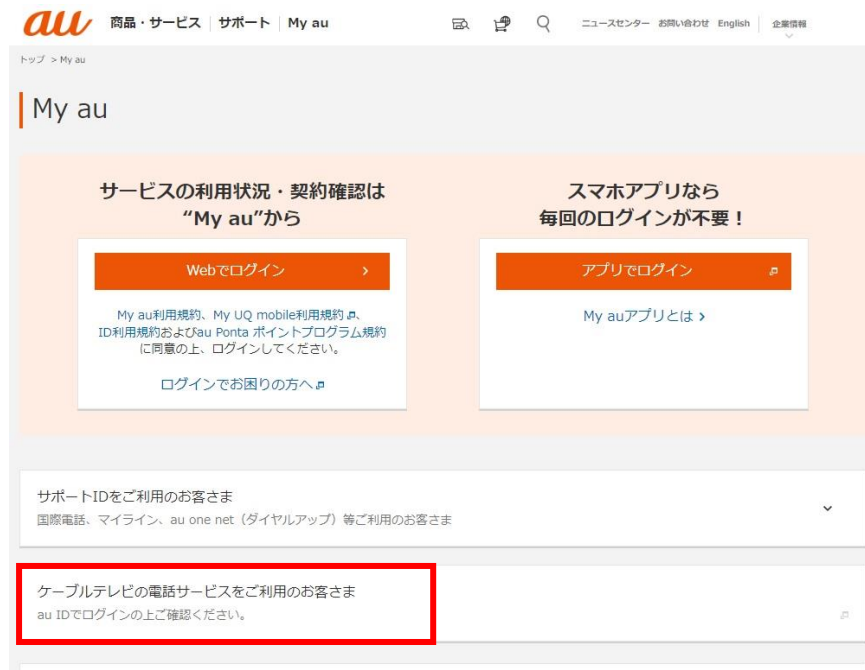 au 商品・サービス サポート My au ニュースセンター お問い合わせ English 企業情報
トップ > My au
My au
サービスの利用状況・契約確認は
“My au”から
Webでログイン
My au利用規約、My UQ mobile利用規約、
ID利用規約およびau Ponta ポイントプログラム規約
に同意の上、ログインしてください。
ログインでお困りの方へ
スマホアプリなら
毎回のログインが不要！
アプリでログイン
My auアプリとは
サポートIDをご利用のお客さま
国際電話、マイライン、au one net（ダイヤルアップ）等ご利用のお客さま
ケーブルテレビの電話サービスをご利用のお客さま
au IDでログインの上ご確認ください。